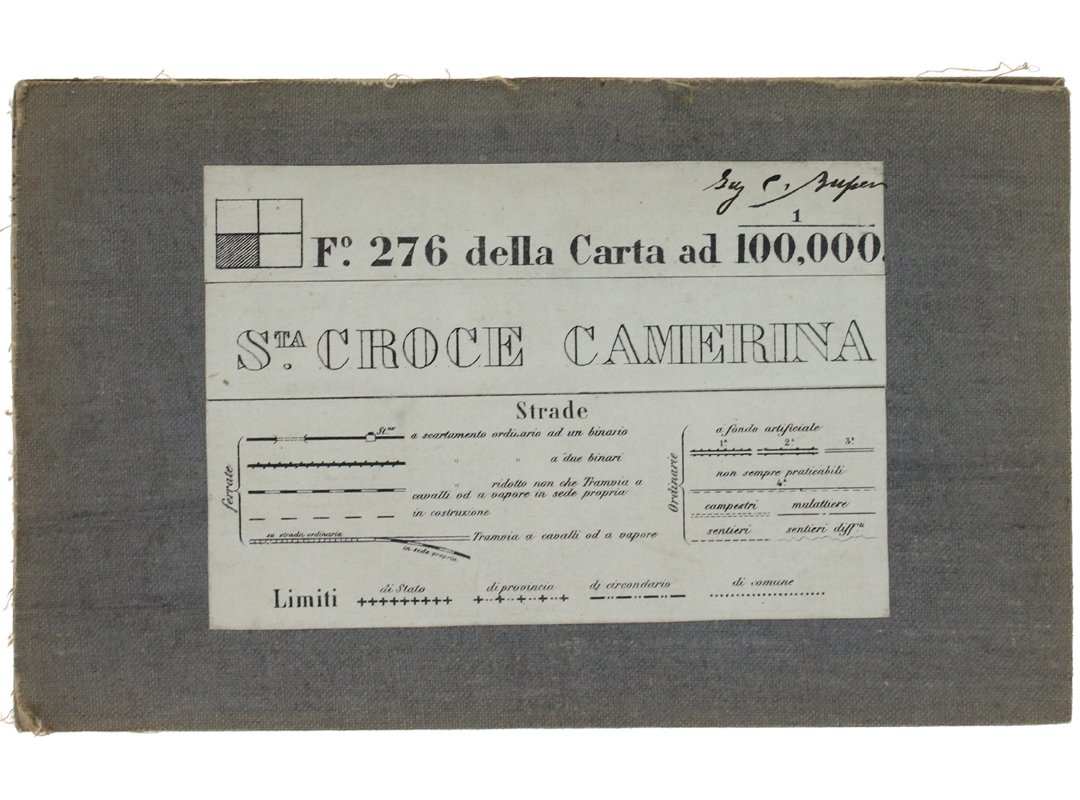 1
F.º 276 della Carta ad 100,000.
S.TA CROCE CAMERINA
Strade
ferrate
St.ne
a scartamento ordinario ad un binario
" " a due binari
ridotto non che Tramvia a
cavalli od a vapore in sede propria
in costruzione
su strada ordinaria
Tramvia a cavalli od a vapore
in sede propria
Ordinarie
a fondo artificiale
1.ª 2.ª 3.ª
non sempre praticabili
4.ª
campestri mulattiere
sentieri sentieri diff.li
Limiti
di Stato di provincia di circondario di comune